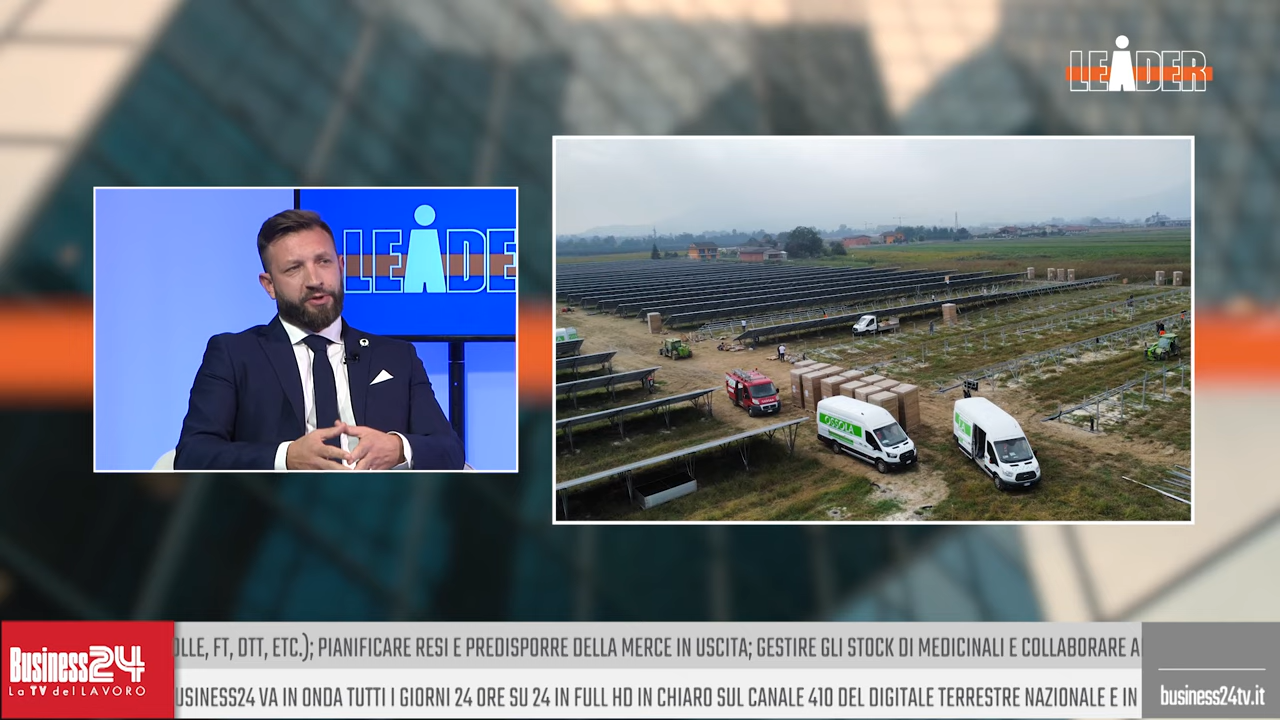 LEADER
LEADE
OSSOLA
OLLE, FT, DTT, ETC.); PIANIFICARE RESI E PREDISPORRE DELLA MERCE IN USCITA; GESTIRE GLI STOCK DI MEDICINALI E COLLABORARE A
Business24
La TV del LAVORO
USINESS24 VA IN ONDA TUTTI I GIORNI 24 ORE SU 24 IN FULL HD IN CHIARO SUL CANALE 410 DEL DIGITALE TERRESTRE NAZIONALE E IN
business24tv.it